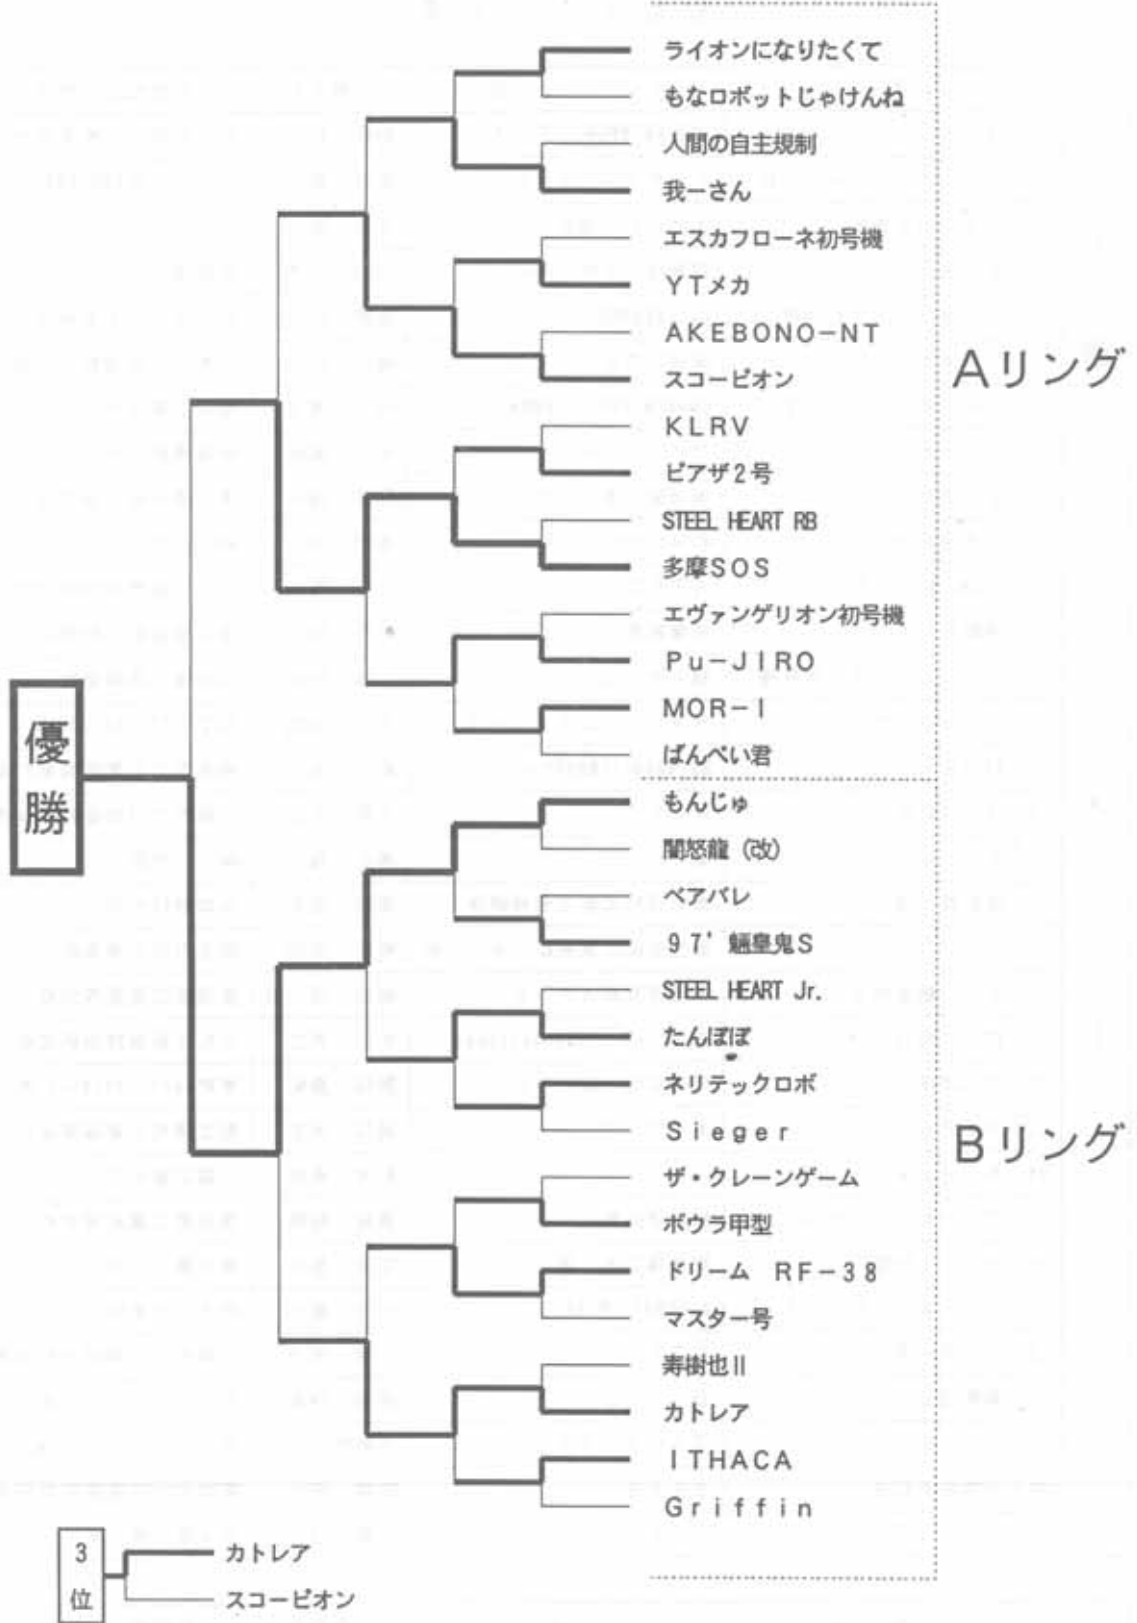 ライオンになりたくて
もなロボットじゃけんね
人間の自主規制
我ーさん
エスカフローネ初号機
YTメカ
AKEBONO-NT
スコーピオン
Aリング
KLRV
ピアザ2号
STEEL HEART RB
多摩SOS
エヴァンゲリオン初号機
Pu-JIRO
MOR-I
ばんぺい君
優勝
もんじゅ
闇怒龍 (改)
ベアバレ
97' 魎皇鬼S
STEEL HEART Jr.
たんぽぽ
ネリテックロボ
Sieger
Bリング
ザ・クレーンゲーム
ボウラ甲型
ドリーム RF-38
マスター号
寿樹也II
カトレア
ITHACA
Griffin
3位
カトレア
スコーピオン